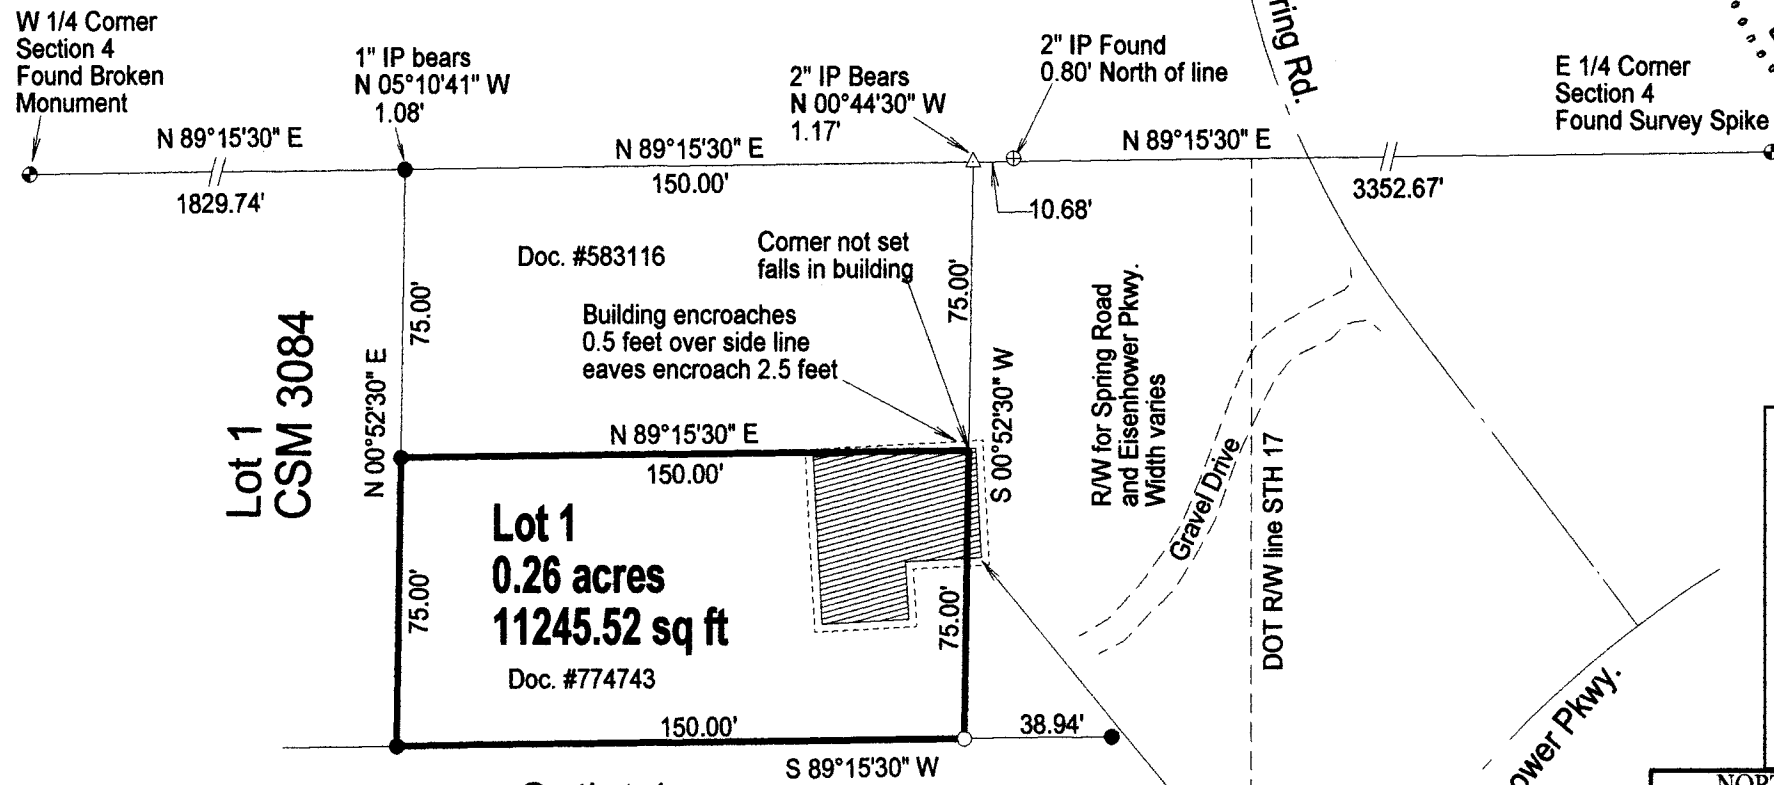 W 1/4 Corner
Section 4
Found Broken
Monument
1" IP bears
N 05°10'41" W
1.08'
2" IP Bears
N 00°44'30" W
1.17'
2" IP Found
0.80' North of line
ring Rd.
E 1/4 Corner
Section 4
Found Survey Spike
N 89°15'30" E
1829.74'
N 89°15'30" E
150.00'
N 89°15'30" E
3352.67'
10.68'
Doc. #583116
Corner not set
falls in building
75.00'
75.00'
Building encroaches
0.5 feet over side line
eaves encroach 2.5 feet
Lot 1
CSM 3084
N 00°52'30" E
S 00°52'30" W
R/W for Spring Road
and Eisenhower Pkwy.
Width varies
N 89°15'30" E
150.00'
Lot 1
0.26 acres
11245.52 sq ft
Doc. #774743
75.00'
75.00'
Gravel Drive
DOT R/W line STH 17
150.00'
38.94'
S 89°15'30" W
ower Pkwy.